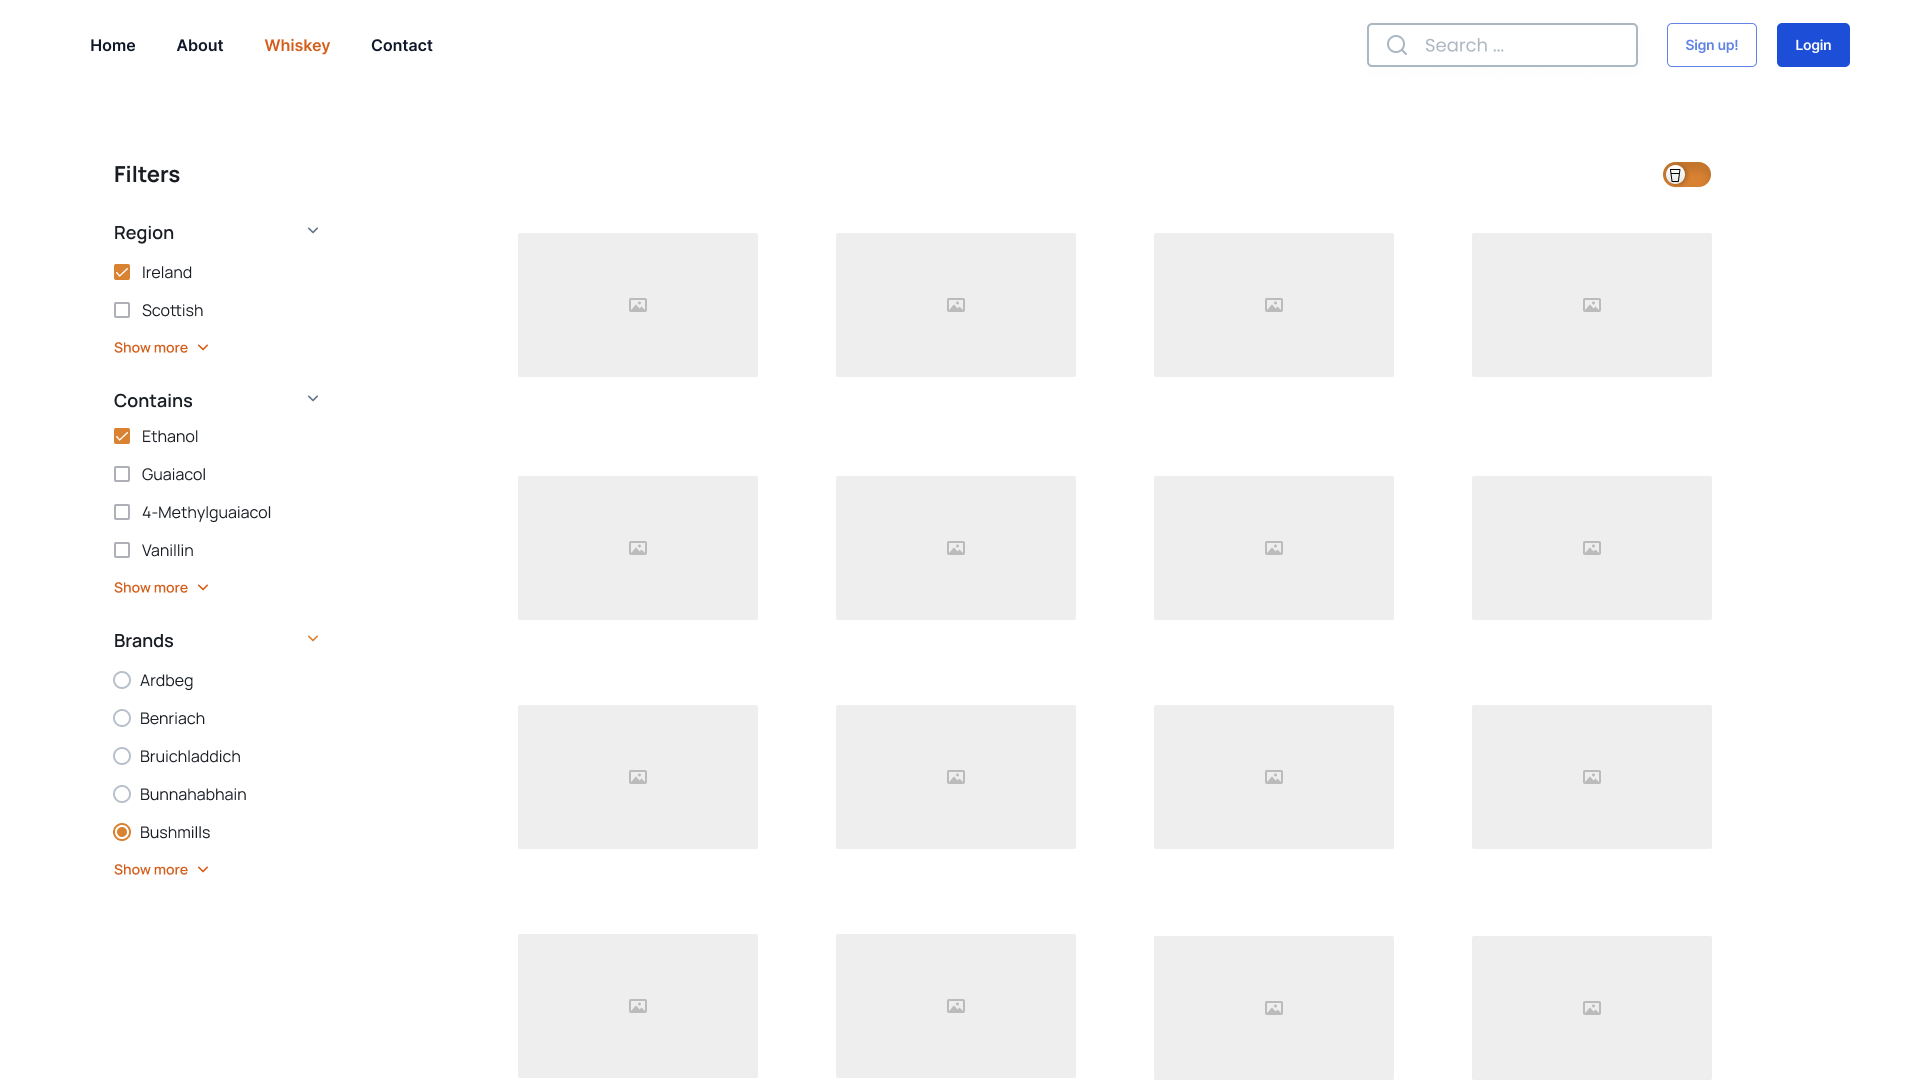 Home About Whiskey Contact Search ... Sign up! Login
Filters
Region
Ireland
Scottish
Show more
Contains
Ethanol
Guaiacol
4-Methylguaiacol
Vanillin
Show more
Brands
Ardbeg
Benriach
Bruichladdich
Bunnahabhain
Bushmills
Show more